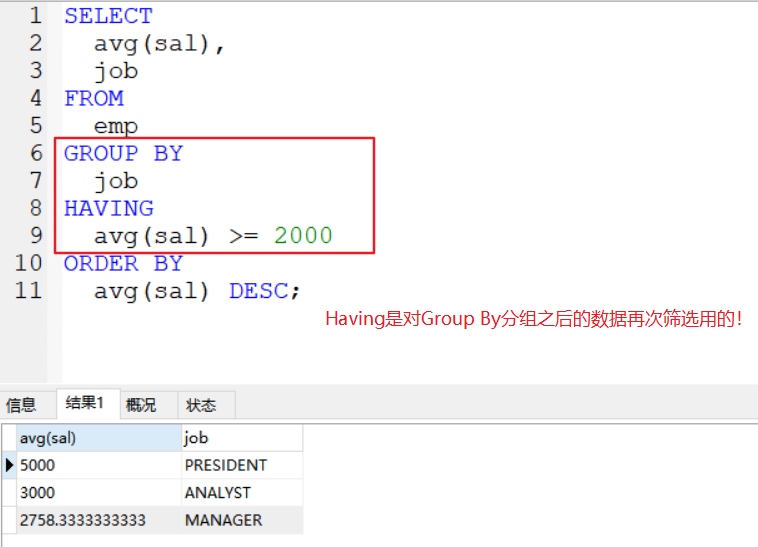 1 SELECT
2 avg(sal),
3 job
4 FROM
5 emp
6 GROUP BY
7 job
8 HAVING
9 avg(sal) >= 2000
10 ORDER BY
11 avg(sal) DESC;
Having是对Group By分组之后的数据再次筛选用的!
信息 结果1 概况 状态
avg(sal) job
5000 PRESIDENT
3000 ANALYST
2758.3333333333 MANAGER